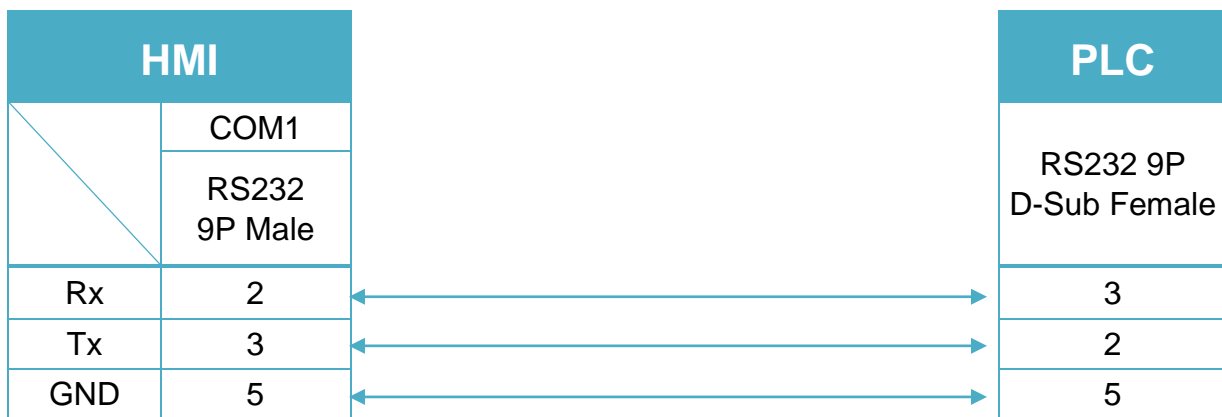 HMI PLC
COM1
RS232
9P Male
RS232 9P
D-Sub Female
Rx 2 3
Tx 3 2
GND 5 5